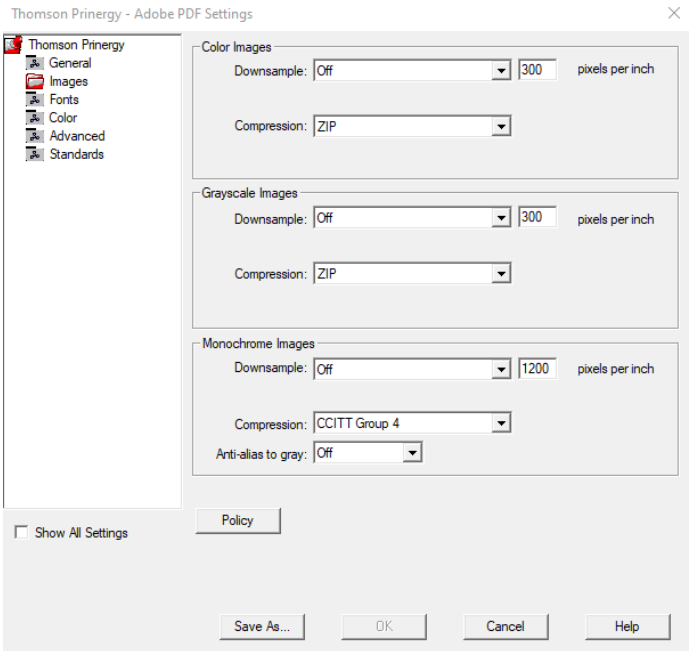 Thomson Prinergy - Adobe PDF Settings
Thomson Prinergy
General
Images
Fonts
Color
Advanced
Standards
Show All Settings
Color Images
Downsample: Off 300 pixels per inch
Compression: ZIP
Grayscale Images
Downsample: Off 300 pixels per inch
Compression: ZIP
Monochrome Images
Downsample: Off 1200 pixels per inch
Compression: CCITT Group 4
Anti-alias to gray: Off
Policy
Save As... OK Cancel Help